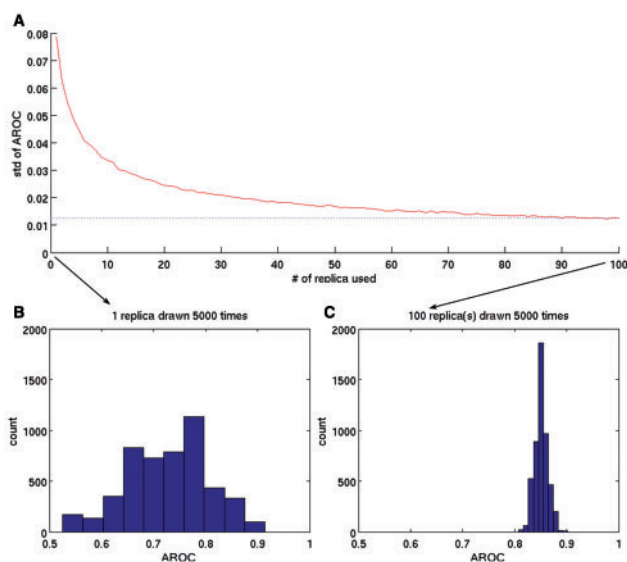 A
0.08
0.07
0.06
0.05
0.04
0.03
0.02
0.01
0
std of AROC
0 10 20 30 40 50 60 70 80 90 100
# of replica used
B
1 replica drawn 5000 times
2000
1500
1000
500
0
count
0.5 0.6 0.7 0.8 0.9 1
AROC
C
100 replica(s) drawn 5000 times
2000
1500
1000
500
0
count
0.5 0.6 0.7 0.8 0.9 1
AROC